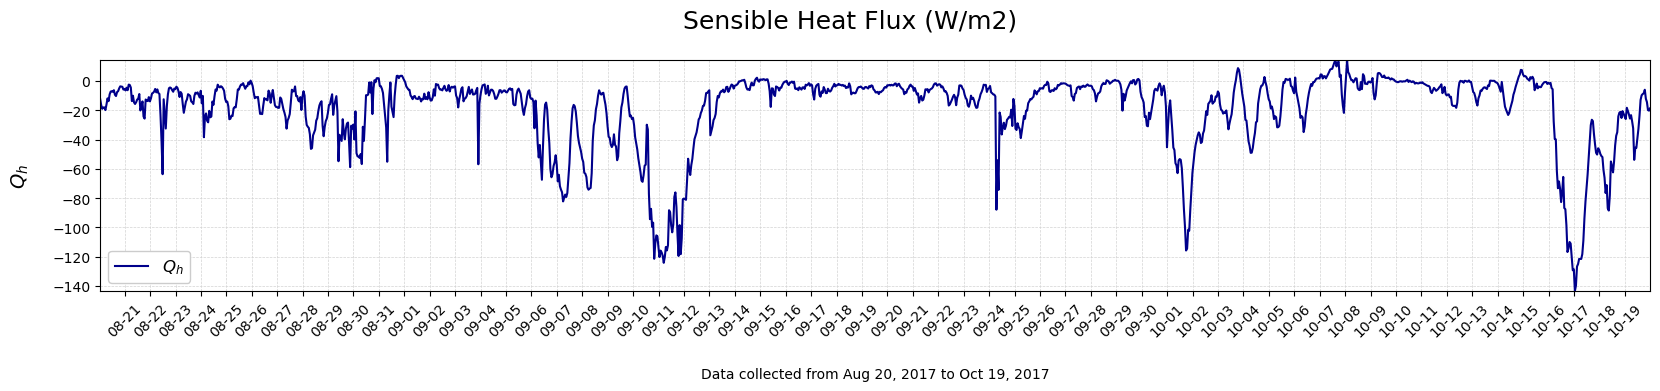 Sensible Heat Flux (W/m2)
0
−20
−40
−60
−80
−100
−120
−140
Qh
Qh
08-21 08-22 08-23 08-24 08-25 08-26 08-27 08-28 08-29 08-30 08-31 09-01 09-02 09-03 09-04 09-05 09-06 09-07 09-08 09-09 09-10 09-11 09-12 09-13 09-14 09-15 09-16 09-17 09-18 09-19 09-20 09-21 09-22 09-23 09-24 09-25 09-26 09-27 09-28 09-29 09-30 10-01 10-02 10-03 10-04 10-05 10-06 10-07 10-08 10-09 10-10 10-11 10-12 10-13 10-14 10-15 10-16 10-17 10-18 10-19
Data collected from Aug 20, 2017 to Oct 19, 2017